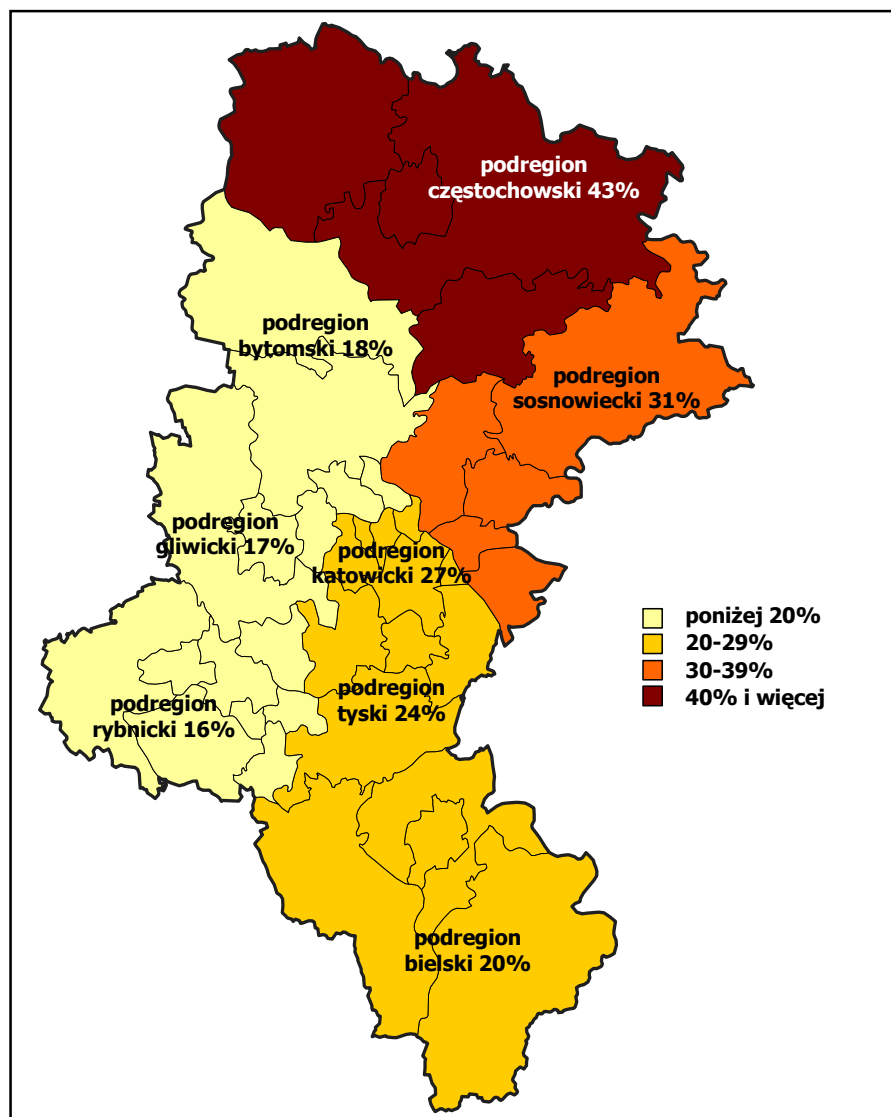 podregion
częstochowski 43%
podregion
bytomski 18%
podregion
sosnowiecki 31%
podregion
gliwicki 17%
podregion
katowicki 27%
poniżej 20%
20-29%
30-39%
40% i więcej
podregion
tyski 24%
podregion
rybnicki 16%
podregion
bielski 20%